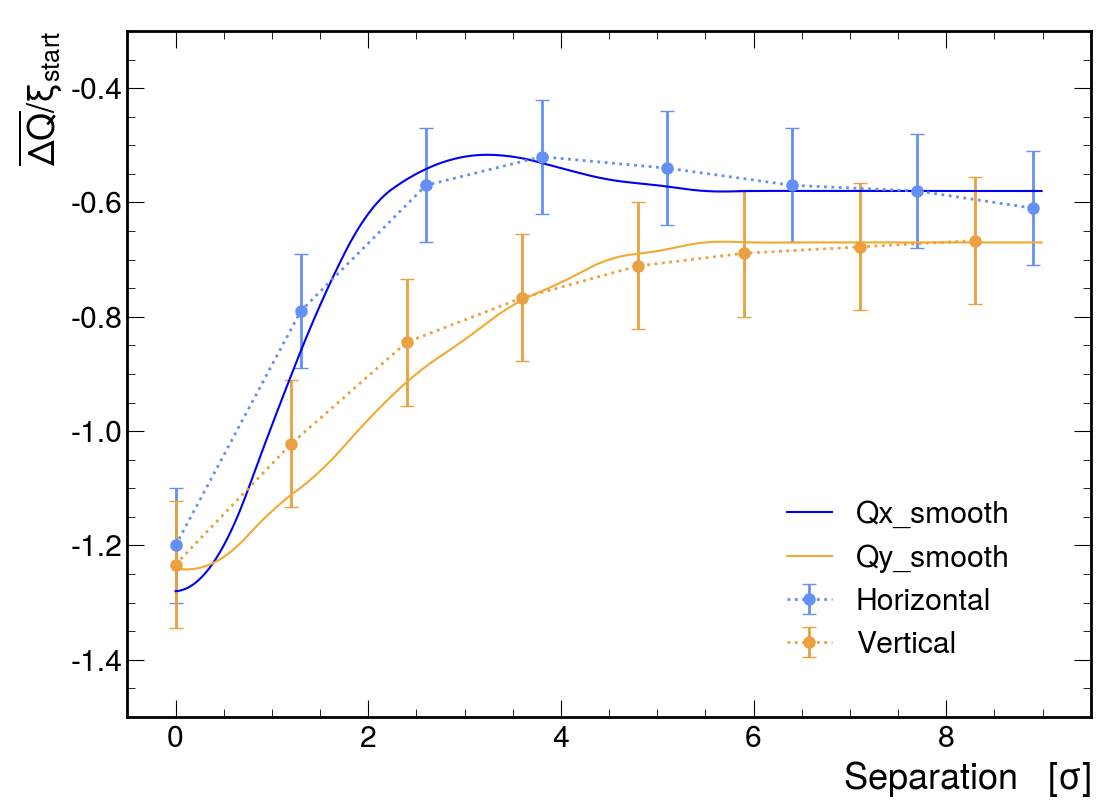 ΔQ/ξstart
-0.4
-0.6
-0.8
-1.0
-1.2
-1.4
Qx_smooth
Qy_smooth
Horizontal
Vertical
0 2 4 6 8
Separation [σ]